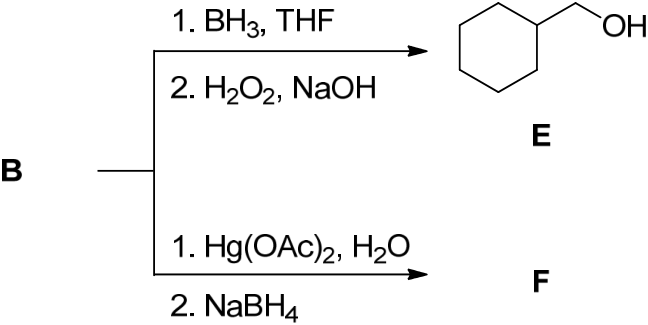 1. BH3, THF
OH
2. H2O2, NaOH
E
B
1. Hg(OAc)2, H2O
F
2. NaBH4